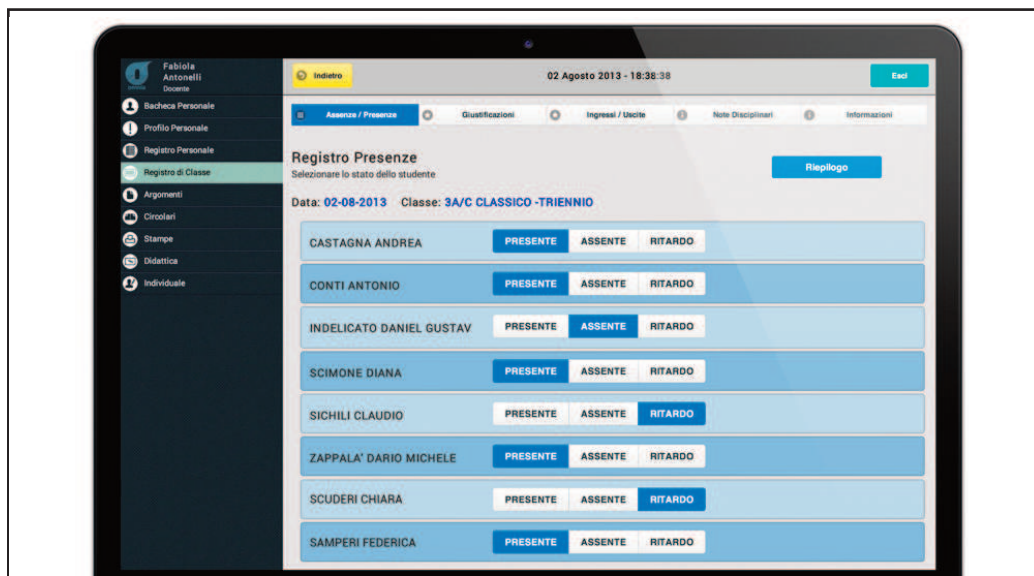 Fabiola
Antonelli
Docente
Bacheca Personale
Profilo Personale
Registro Personale
Registro di Classe
Argomenti
Circolari
Stampe
Didattica
Individuale
Indietro
02 Agosto 2013 - 18:38:38
Esci
Assenze / Presenze Giustificazioni Ingressi / Uscite Note Disciplinari Informazioni
Registro Presenze
Selezionare lo stato dello studente
Riepilogo
Data: 02-08-2013 Classe: 3A/C CLASSICO -TRIENNIO
CASTAGNA ANDREA PRESENTE ASSENTE RITARDO
CONTI ANTONIO PRESENTE ASSENTE RITARDO
INDELICATO DANIEL GUSTAV PRESENTE ASSENTE RITARDO
SCIMONE DIANA PRESENTE ASSENTE RITARDO
SICHILI CLAUDIO PRESENTE ASSENTE RITARDO
ZAPPALA' DARIO MICHELE PRESENTE ASSENTE RITARDO
SCUDERI CHIARA PRESENTE ASSENTE RITARDO
SAMPERI FEDERICA PRESENTE ASSENTE RITARDO